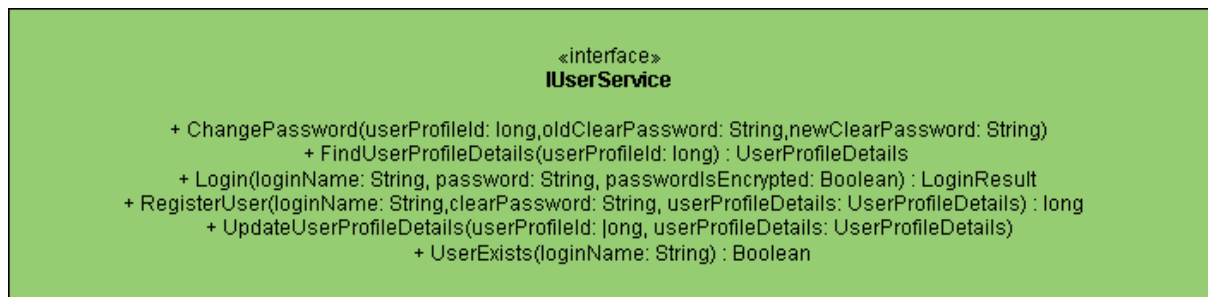 «interface»
IUserService
+ ChangePassword(userProfileId: long,oldClearPassword: String,newClearPassword: String)
+ FindUserProfileDetails(userProfileId: long) : UserProfileDetails
+ Login(loginName: String, password: String, passwordIsEncrypted: Boolean) : LoginResult
+ RegisterUser(loginName: String,clearPassword: String, userProfileDetails: UserProfileDetails) : long
+ UpdateUserProfileDetails(userProfileId: |ong, userProfileDetails: UserProfileDetails)
+ UserExists(loginName: String) : Boolean